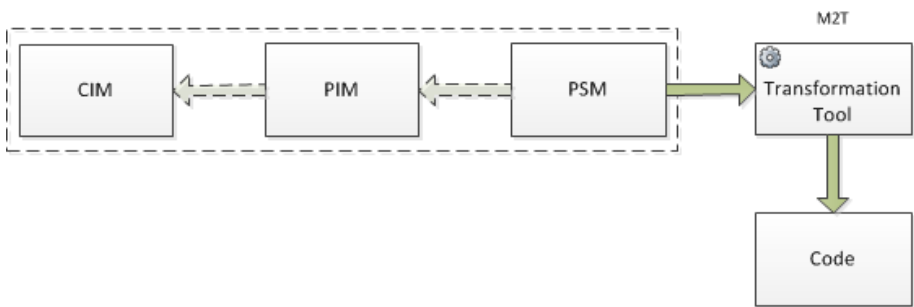 M2T
CIM
PIM
PSM
Transformation
Tool
Code